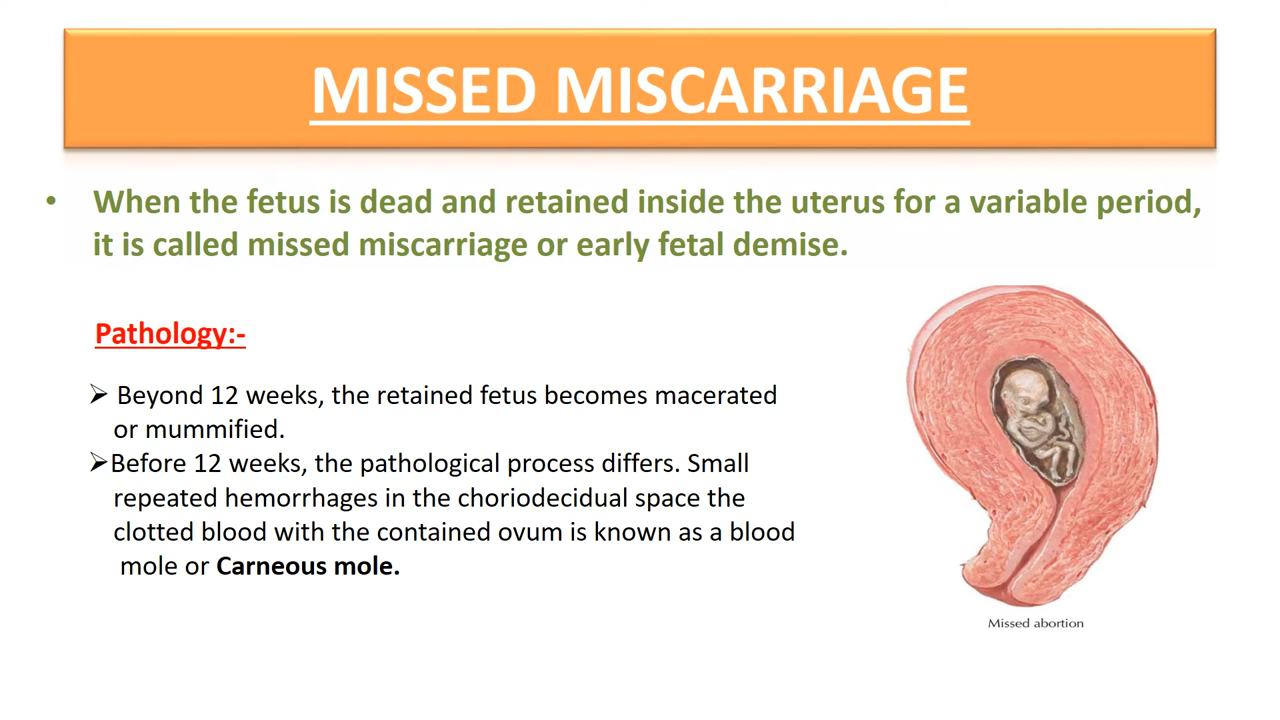 MISSED MISCARRIAGE
• When the fetus is dead and retained inside the uterus for a variable period,
it is called missed miscarriage or early fetal demise.
Pathology:-
➢ Beyond 12 weeks, the retained fetus becomes macerated
or mummified.
➢Before 12 weeks, the pathological process differs. Small
repeated hemorrhages in the choriodecidual space the
clotted blood with the contained ovum is known as a blood
mole or Carneous mole.
Missed abortion